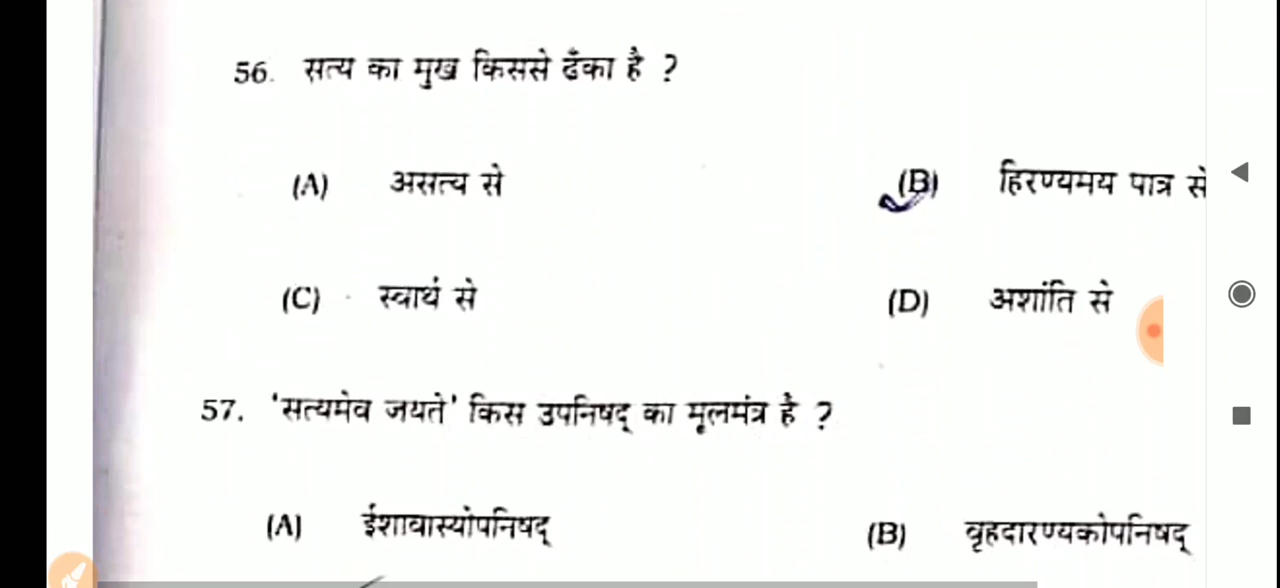 56. सत्य का मुख किससे ढँका है ?
(A) असत्य से (B) हिरण्यमय पात्र से
(C) स्वार्थ से (D) अशांति से
57. 'सत्यमेव जयते' किस उपनिषद् का मूलमंत्र है ?
(A) ईशावास्योपनिषद् (B) वृहदारण्यकोपनिषद्